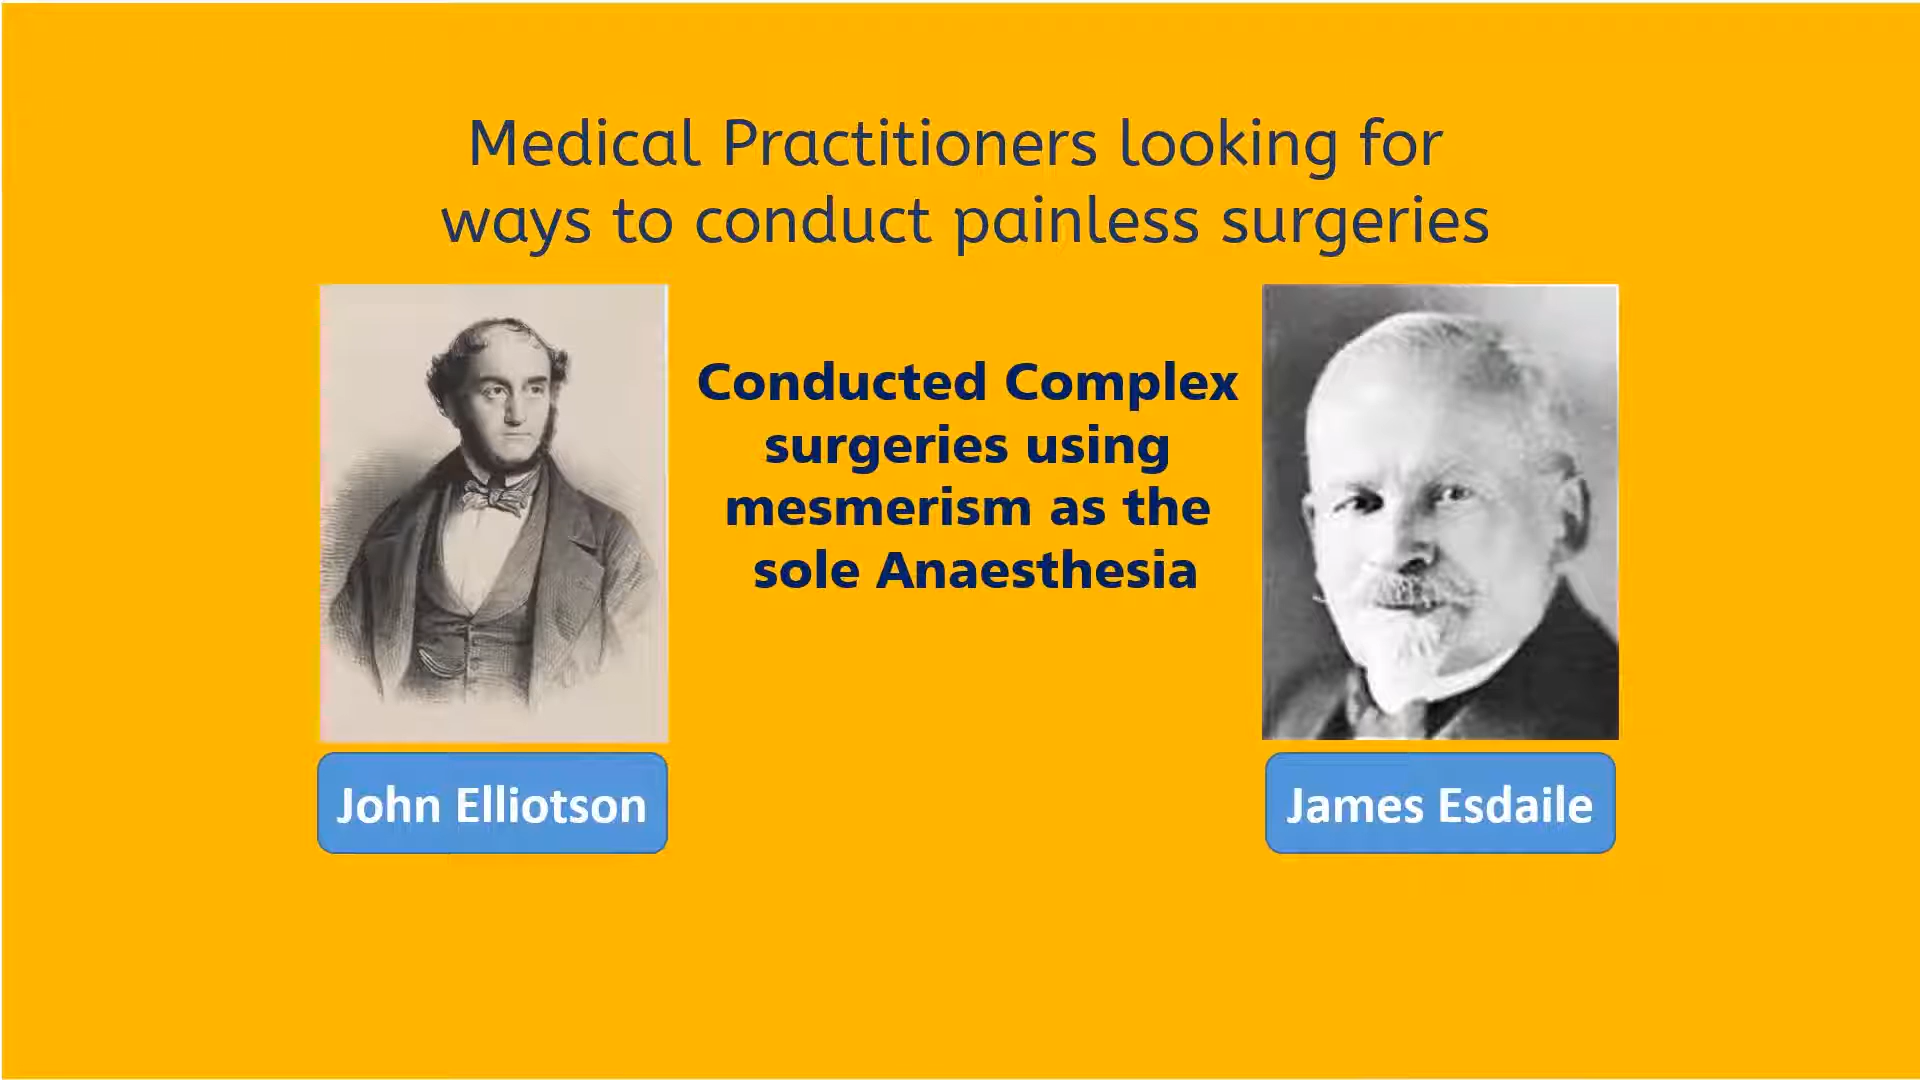 Medical Practitioners looking for
ways to conduct painless surgeries
Conducted Complex
surgeries using
mesmerism as the
sole Anaesthesia
John Elliotson
James Esdaile